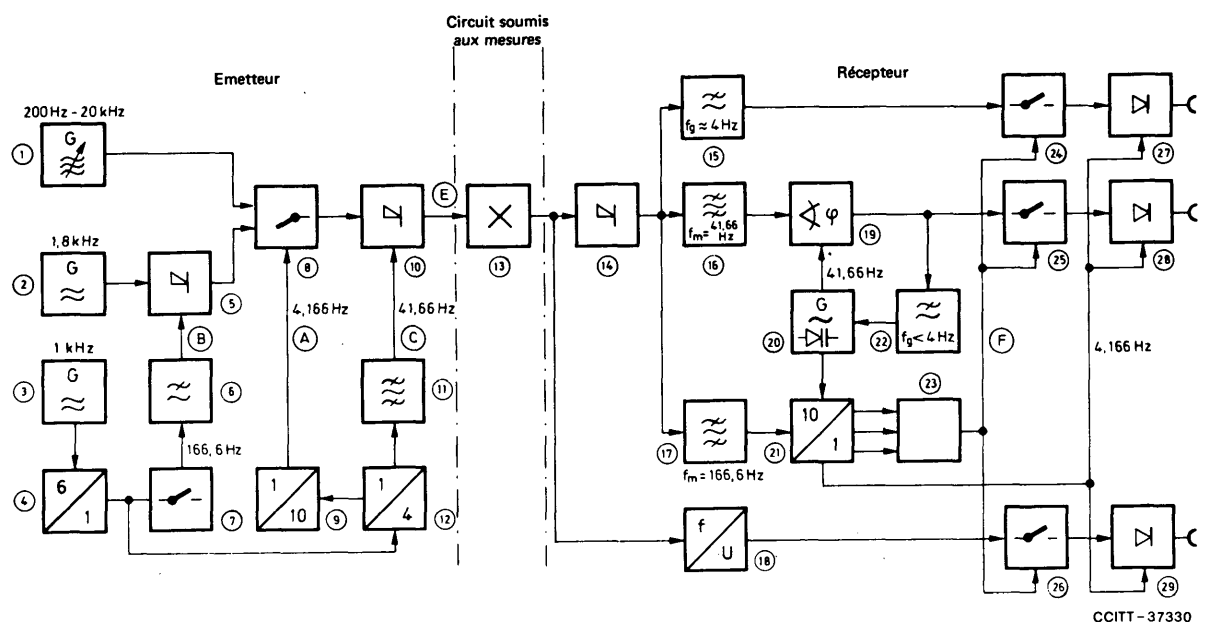 Circuit soumis
aux mesures
Emetteur
Récepteur
200 Hz - 20 kHz
G
1
fg ≈ 4 Hz
15
24
27
E
8
10
13
14
1,8 kHz
G
2
5
fm = 41,66
Hz
16
φ
19
25
28
4,166 Hz
A
41,66 Hz
C
41,66 Hz
B
1 kHz
G
3
6
11
G
20
fg < 4 Hz
22
F
4,166 Hz
23
166,6 Hz
10
1
17
21
fm = 166,6 Hz
6
1
4
7
1
10
9
1
4
12
f
U
18
26
29
CCITT - 37330